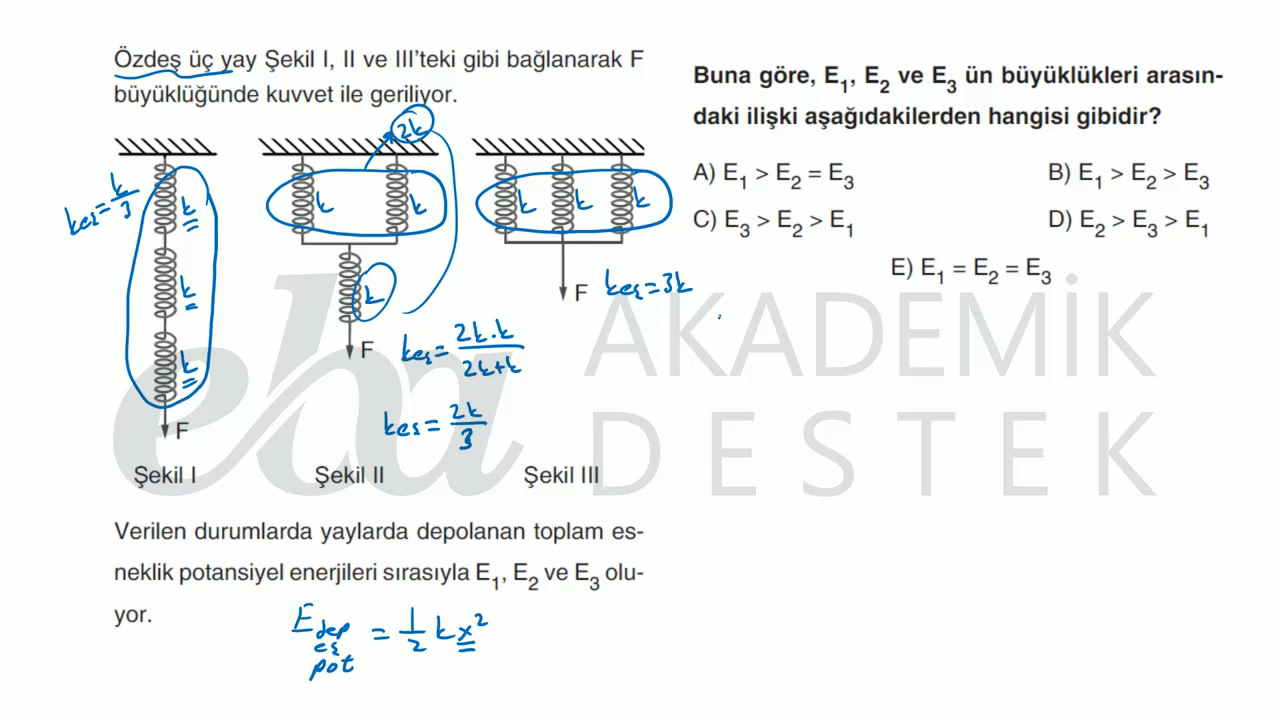 Özdeş üç yay Şekil I, II ve III'teki gibi bağlanarak F
büyüklüğünde kuvvet ile geriliyor.
2k
keş = k/3
k
k
k
k
k
k
F
Şekil I
k
keş = 2k.k / 2k+k
keş = 2k/3
F
Şekil II
k
k
F
keş = 3k
Şekil III
Verilen durumlarda yaylarda depolanan toplam es-
neklik potansiyel enerjileri sırasıyla E1, E2 ve E3 olu-
yor.
E dep eş pot = 1/2 k x²
Buna göre, E1, E2 ve E3 ün büyüklükleri arasın-
daki ilişki aşağıdakilerden hangisi gibidir?
A) E1 > E2 = E3
B) E1 > E2 > E3
C) E3 > E2 > E1
D) E2 > E3 > E1
E) E1 = E2 = E3
eba
AKADEMİK
DESTEK